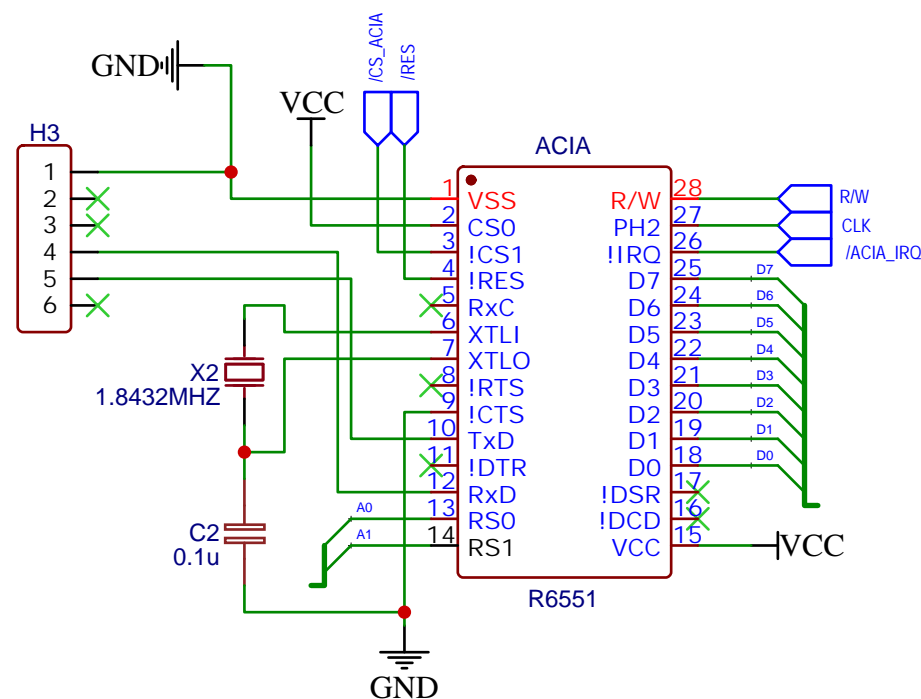 /CS_ACIA
/RES
GND
VCC
H3
1
2
3
4
5
6
ACIA
1 VSS R/W 28 R/W
2 CS0 PH2 27 CLK
3 !CS1 !IRQ 26 /ACIA_IRQ
4 !RES D7 25 D7
5 RxC D6 24 D6
6 XTLI D5 23 D5
7 XTLO D4 22 D4
8 !RTS D3 21 D3
9 !CTS D2 20 D2
10 TxD D1 19 D1
11 !DTR D0 18 D0
12 RxD !DSR 17
A0 13 RS0 !DCD 16
A1 14 RS1 VCC 15 VCC
X2
1.8432MHZ
C2
0.1u
R6551
GND